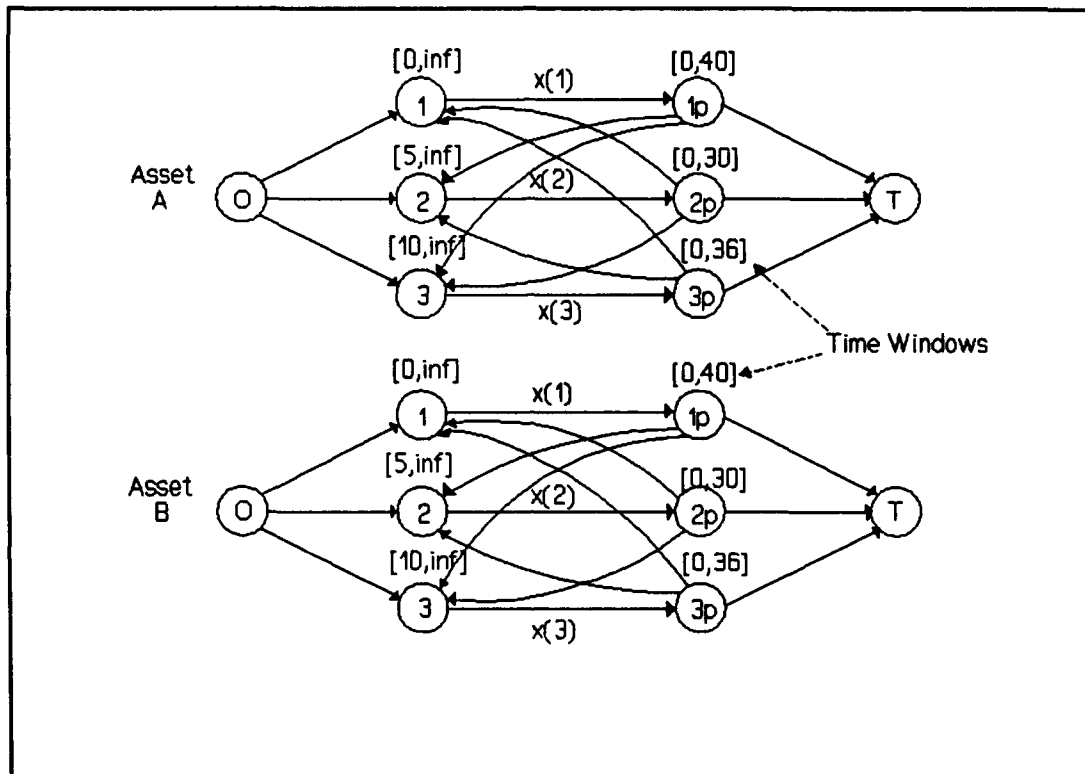 [0,inf]
x(1)
[0,40]
1
1p
[5,inf]
[0,30]
Asset
A
O
x(2)
2
2p
T
[10,inf]
[0,36]
3
x(3)
3p
Time Windows
[0,inf]
x(1)
[0,40]
1
1p
[5,inf]
[0,30]
Asset
B
O
x(2)
2
2p
T
[10,inf]
[0,36]
3
x(3)
3p